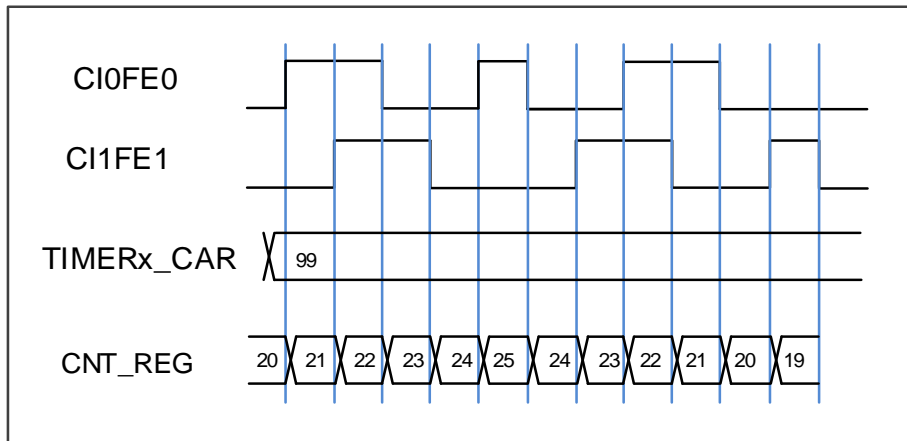 CI0FE0
CI1FE1
TIMERx_CAR 99
CNT_REG 20 21 22 23 24 25 24 23 22 21 20 19